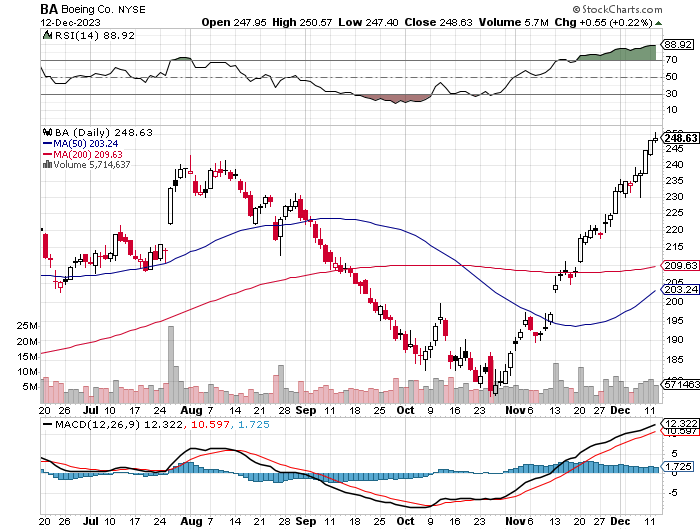 BA Boeing Co. NYSE © StockCharts.com
12-Dec-2023 Open 247.95 High 250.57 Low 247.40 Close 248.63 Volume 5.7M Chg +0.55 (+0.22%)
RSI(14) 88.92
88.92
70
50
30
10
BA (Daily) 248.63
MA(50) 203.24
MA(200) 209.63
Volume 5,714,637
248.63
245
240
235
230
225
220
215
209.63
203.24
200
195
190
185
180
571463
25M
20M
15M
10M
5M
20 26 Jul 10 17 24 Aug 7 14 21 28 Sep 11 18 25 Oct 9 16 23 Nov 6 13 20 27 Dec 11
MACD(12,26,9) 12.322, 10.597, 1.725
12.322
10.597
5
1.725
-5
20 26 Jul 10 17 24 Aug 7 14 21 28 Sep 11 18 25 Oct 9 16 23 Nov 6 13 20 27 Dec 11